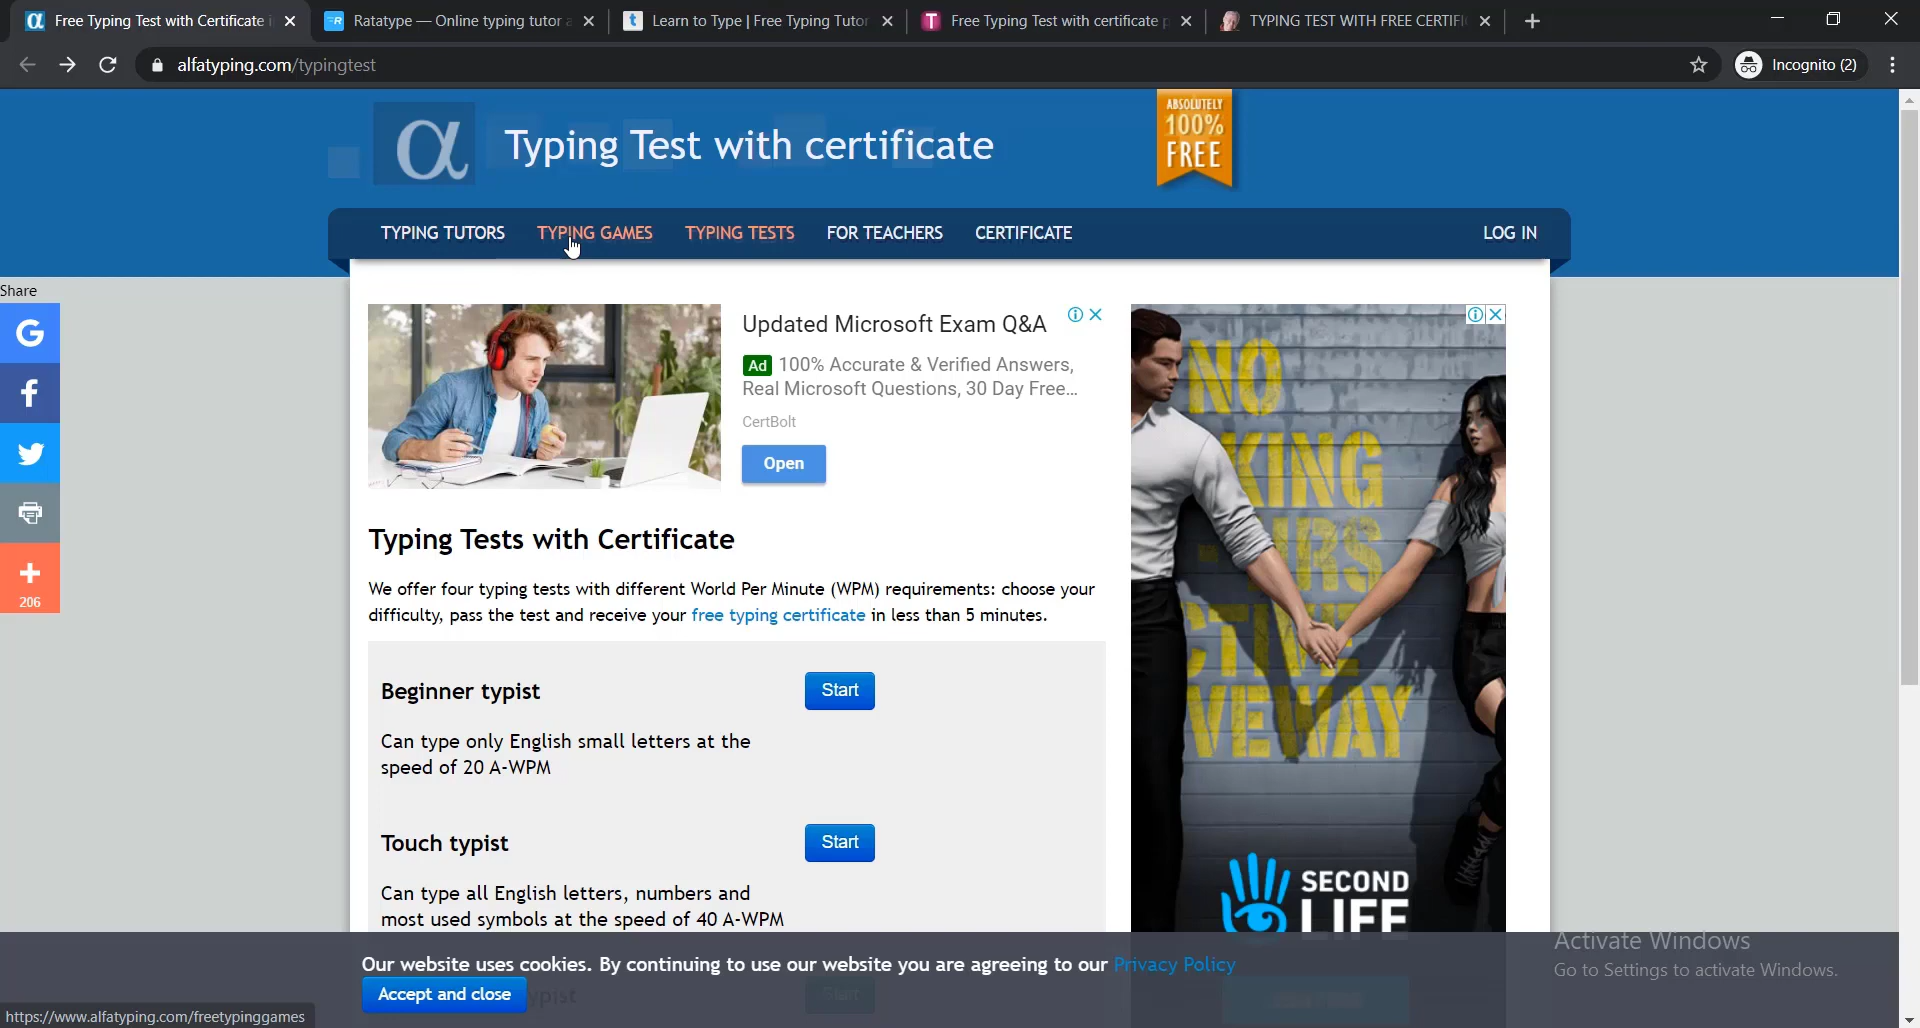 Free Typing Test with Certificate i
Ratatype — Online typing tutor a
Learn to Type | Free Typing Tutor
Free Typing Test with certificate p
TYPING TEST WITH FREE CERTIFI
alfatyping.com/typingtest
Incognito (2)
α
Typing Test with certificate
ABSOLUTELY
100%
FREE
TYPING TUTORS TYPING GAMES TYPING TESTS FOR TEACHERS CERTIFICATE LOG IN
Share
206
Updated Microsoft Exam Q&A
Ad 100% Accurate & Verified Answers,
Real Microsoft Questions, 30 Day Free...
CertBolt
Open
NO
KING
IRS
CTIVE
VEWAY
SECOND
LIFE
Typing Tests with Certificate
We offer four typing tests with different World Per Minute (WPM) requirements: choose your
difficulty, pass the test and receive your free typing certificate in less than 5 minutes.
Beginner typist
Start
Can type only English small letters at the
speed of 20 A-WPM
Touch typist
Start
Can type all English letters, numbers and
most used symbols at the speed of 40 A-WPM
Our website uses cookies. By continuing to use our website you are agreeing to our Privacy Policy
Accept and close
Start
Activate Windows
Go to Settings to activate Windows.
https://www.alfatyping.com/freetypinggames